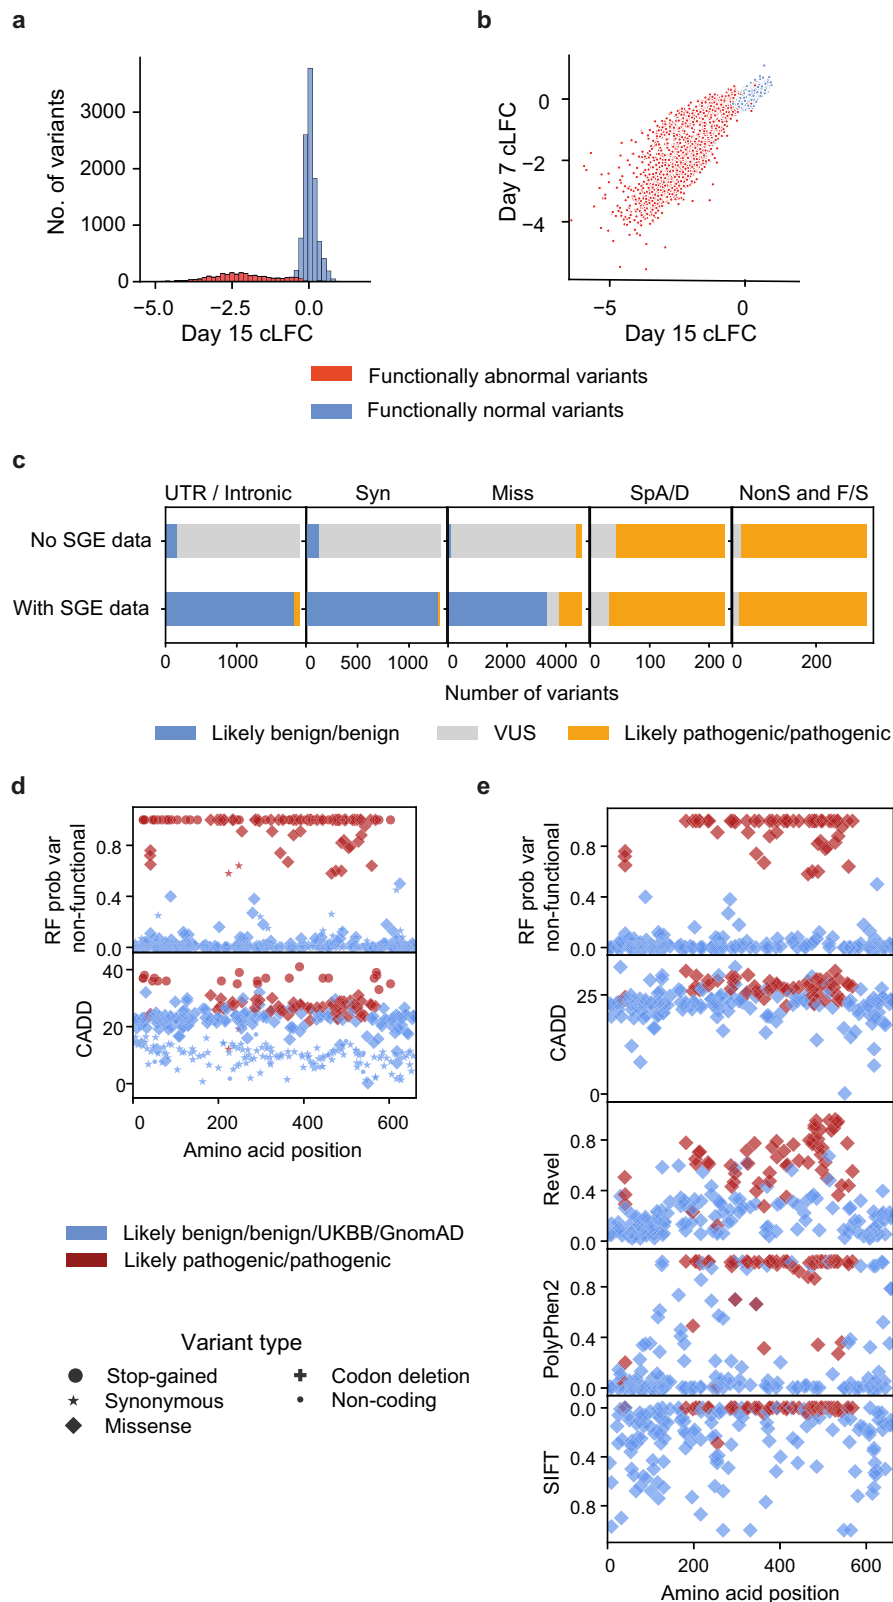 a
No. of variants
3000
2000
1000
0
−5.0
−2.5
0.0
Day 15 cLFC
b
Day 7 cLFC
0
−2
−4
−5
0
Day 15 cLFC
Functionally abnormal variants
Functionally normal variants
c
UTR / Intronic
Syn
Miss
SpA/D
NonS and F/S
No SGE data
With SGE data
0
1000
0
500
1000
0
2000
4000
0
100
200
0
200
Number of variants
Likely benign/benign
VUS
Likely pathogenic/pathogenic
d
RF prob var
non-functional
0.8
0.4
0.0
CADD
40
20
0
0
200
400
600
Amino acid position
Likely benign/benign/UKBB/GnomAD
Likely pathogenic/pathogenic
Variant type
Stop-gained
Codon deletion
Synonymous
Non-coding
Missense
e
RF prob var
non-functional
0.8
0.4
0.0
CADD
25
0
Revel
0.8
0.4
0.0
PolyPhen2
0.8
0.4
0.0
SIFT
0.0
0.4
0.8
0
200
400
600
Amino acid position